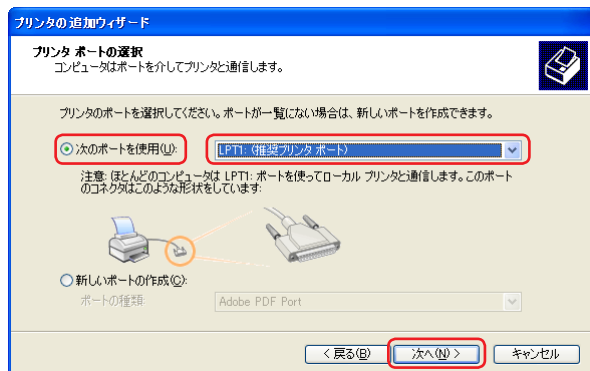 プリンタの追加ウィザード
プリンタ ポートの選択
コンピュータはポートを介してプリンタと通信します。
プリンタのポートを選択してください。ポートが一覧にない場合は、新しいポートを作成できます。
次のポートを使用(U):
LPT1: (推奨プリンタ ポート)
注意: ほとんどのコンピュータは LPT1: ポートを使ってローカル プリンタと通信します。このポート
のコネクタはこのような形状をしています:
新しいポートの作成(C):
ポートの種類:
Adobe PDF Port
< 戻る(B)
次へ(N) >
キャンセル